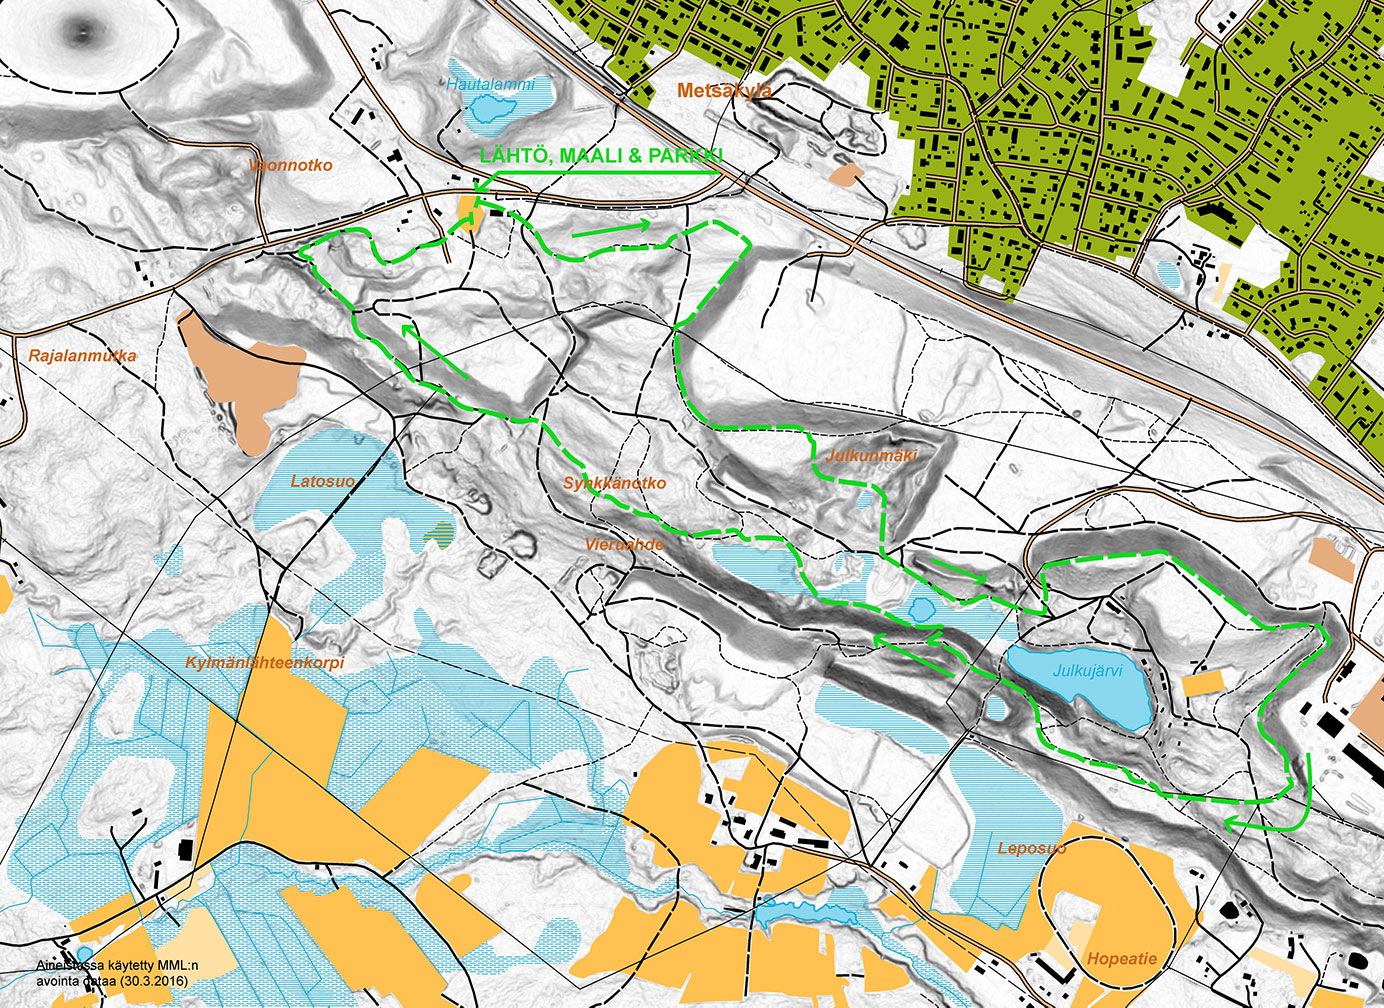 Hautalammi
Metsäkylä
LÄHTÖ, MAALI & PARKKI
Vuonnotko
Rajalanmutka
Julkunmäki
Latosuo
Synkkänotko
Vieruahde
Kylmänlähteenkorpi
Julkujärvi
Leposuo
Hopeatie
Aineistossa käytetty MML:n
avointa dataa (30.3.2016)